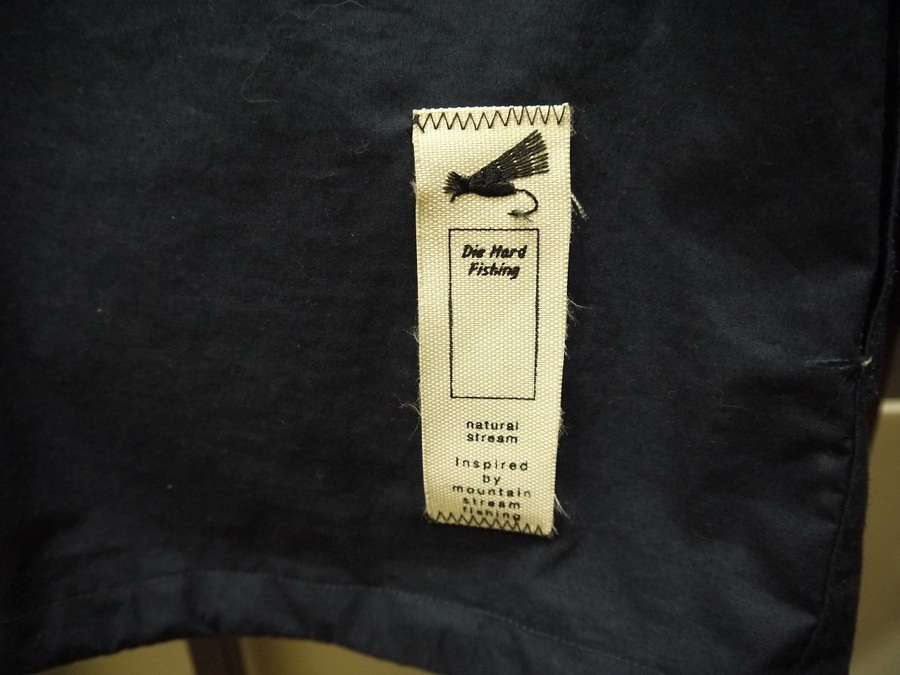 Die Hard
Fishing
natural
stream
Inspired
by
mountain
stream
fishing